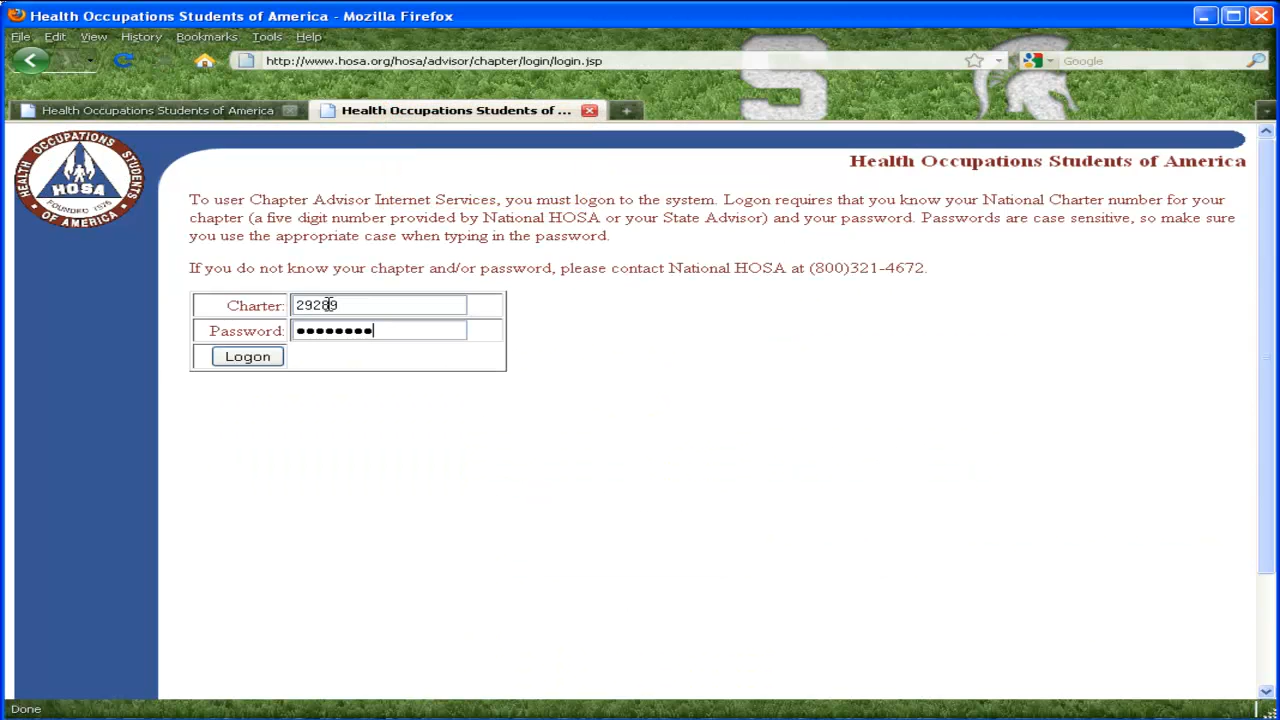 Health Occupations Students of America - Mozilla Firefox
File Edit View History Bookmarks Tools Help
http://www.hosa.org/hosa/advisor/chapter/login/login.jsp
Google
S
Health Occupations Students of America
Health Occupations Students of ...
HEALTH OCCUPATIONS STUDENTS
HOSA
FOUNDED 1976
OF AMERICA
Health Occupations Students of America
To user Chapter Advisor Internet Services, you must logon to the system. Logon requires that you know your National Charter number for your
chapter (a five digit number provided by National HOSA or your State Advisor) and your password. Passwords are case sensitive, so make sure
you use the appropriate case when typing in the password.
If you do not know your chapter and/or password, please contact National HOSA at (800)321-4672.
Charter: 29289
Password: ●●●●●●●●
Logon
Done